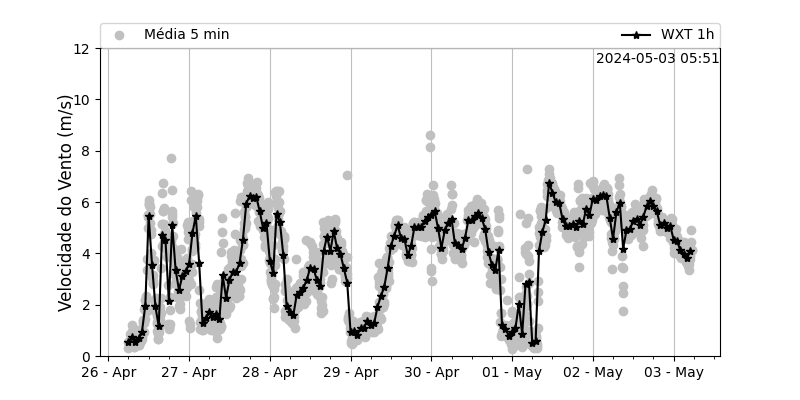 Média 5 min WXT 1h
2024-05-03 05:51
Velocidade do Vento (m/s)
12
10
8
6
4
2
0
26 - Apr 27 - Apr 28 - Apr 29 - Apr 30 - Apr 01 - May 02 - May 03 - May